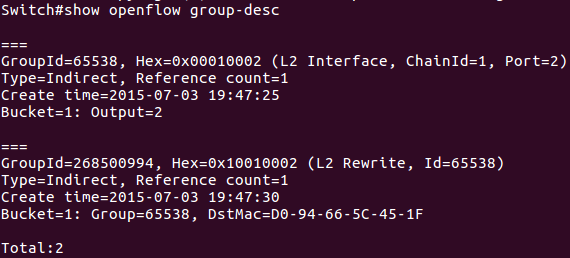 Switch#show openflow group-desc
===
GroupId=65538, Hex=0x00010002 (L2 Interface, ChainId=1, Port=2)
Type=Indirect, Reference count=1
Create time=2015-07-03 19:47:25
Bucket=1: Output=2
===
GroupId=268500994, Hex=0x10010002 (L2 Rewrite, Id=65538)
Type=Indirect, Reference count=1
Create time=2015-07-03 19:47:30
Bucket=1: Group=65538, DstMac=D0-94-66-5C-45-1F
Total:2